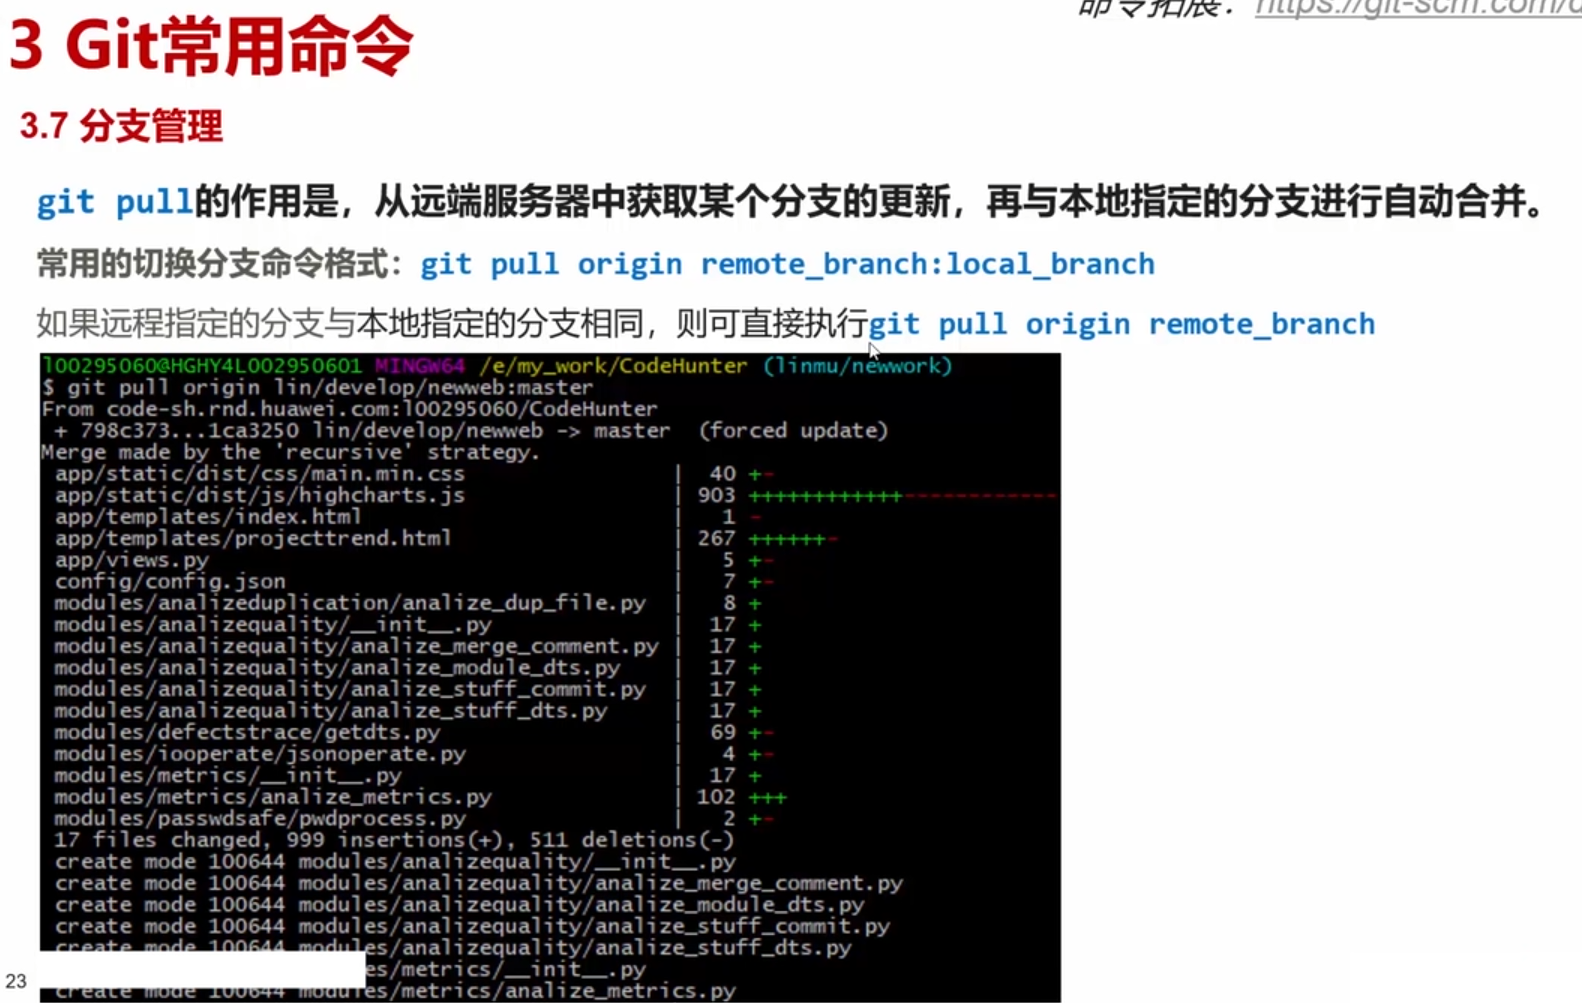 命令拓展：https://git-scm.com/d
3 Git常用命令
3.7 分支管理
git pull的作用是，从远端服务器中获取某个分支的更新，再与本地指定的分支进行自动合并。
常用的切换分支命令格式：git pull origin remote_branch:local_branch
如果远程指定的分支与本地指定的分支相同，则可直接执行git pull origin remote_branch
l00295060@HGHY4L002950601 MINGW64 /e/my_work/CodeHunter (linmu/newwork)
$ git pull origin lin/develop/newweb:master
From code-sh.rnd.huawei.com:l00295060/CodeHunter
+ 798c373...1ca3250 lin/develop/newweb -> master (forced update)
Merge made by the 'recursive' strategy.
app/static/dist/css/main.min.css | 40 +-
app/static/dist/js/highcharts.js | 903 ++++++++++++------------
app/templates/index.html | 1 -
app/templates/projecttrend.html | 267 ++++++-
app/views.py | 5 +-
config/config.json | 7 +-
modules/analizeduplication/analize_dup_file.py | 8 +
modules/analizequality/__init__.py | 17 +
modules/analizequality/analize_merge_comment.py | 17 +
modules/analizequality/analize_module_dts.py | 17 +
modules/analizequality/analize_stuff_commit.py | 17 +
modules/analizequality/analize_stuff_dts.py | 17 +
modules/defectstrace/getdts.py | 69 +-
modules/iooperate/jsonoperate.py | 4 +-
modules/metrics/__init__.py | 17 +
modules/metrics/analize_metrics.py | 102 +++
modules/passwdsafe/pwdprocess.py | 2 +-
17 files changed, 999 insertions(+), 511 deletions(-)
create mode 100644 modules/analizequality/__init__.py
create mode 100644 modules/analizequality/analize_merge_comment.py
create mode 100644 modules/analizequality/analize_module_dts.py
create mode 100644 modules/analizequality/analize_stuff_commit.py
create mode 100644 modules/analizequality/analize_stuff_dts.py
es/metrics/__init__.py
create mode 100644 modules/metrics/analize_metrics.py
23